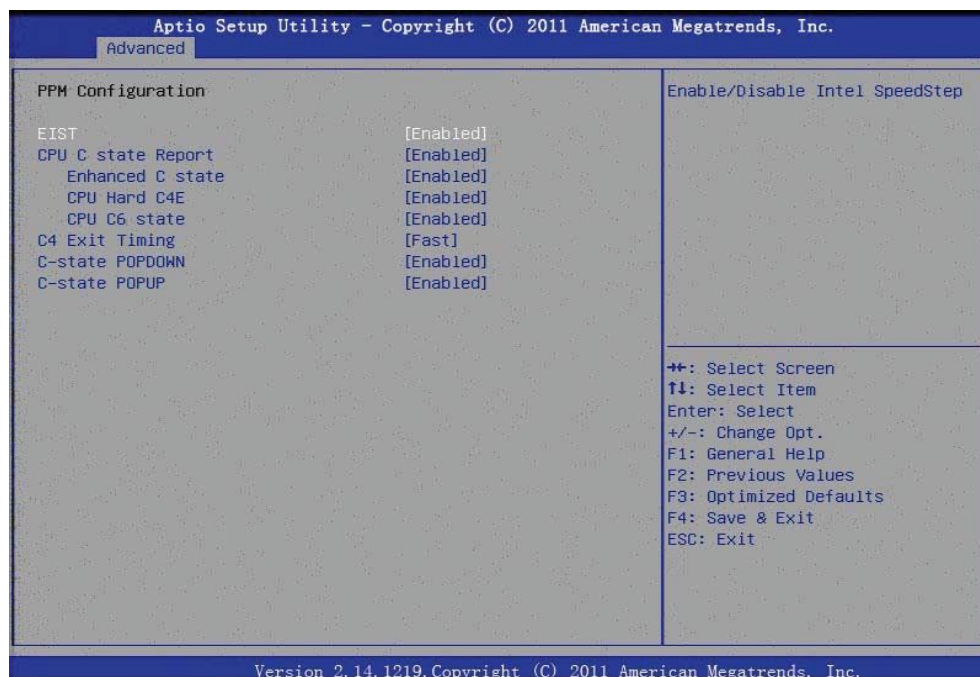 Aptio Setup Utility - Copyright (C) 2011 American Megatrends, Inc.
Advanced
PPM Configuration
EIST [Enabled]
CPU C state Report [Enabled]
Enhanced C state [Enabled]
CPU Hard C4E [Enabled]
CPU C6 state [Enabled]
C4 Exit Timing [Fast]
C-state POPDOWN [Enabled]
C-state POPUP [Enabled]
Enable/Disable Intel SpeedStep
→←: Select Screen
↑↓: Select Item
Enter: Select
+/-: Change Opt.
F1: General Help
F2: Previous Values
F3: Optimized Defaults
F4: Save & Exit
ESC: Exit
Version 2.14.1219. Copyright (C) 2011 American Megatrends, Inc.